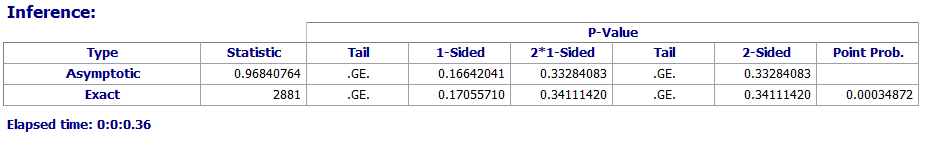 Inference:
P-Value
Type Statistic Tail 1-Sided 2*1-Sided Tail 2-Sided Point Prob.
Asymptotic 0.96840764 .GE. 0.16642041 0.33284083 .GE. 0.33284083
Exact 2881 .GE. 0.17055710 0.34111420 .GE. 0.34111420 0.00034872
Elapsed time: 0:0:0.36